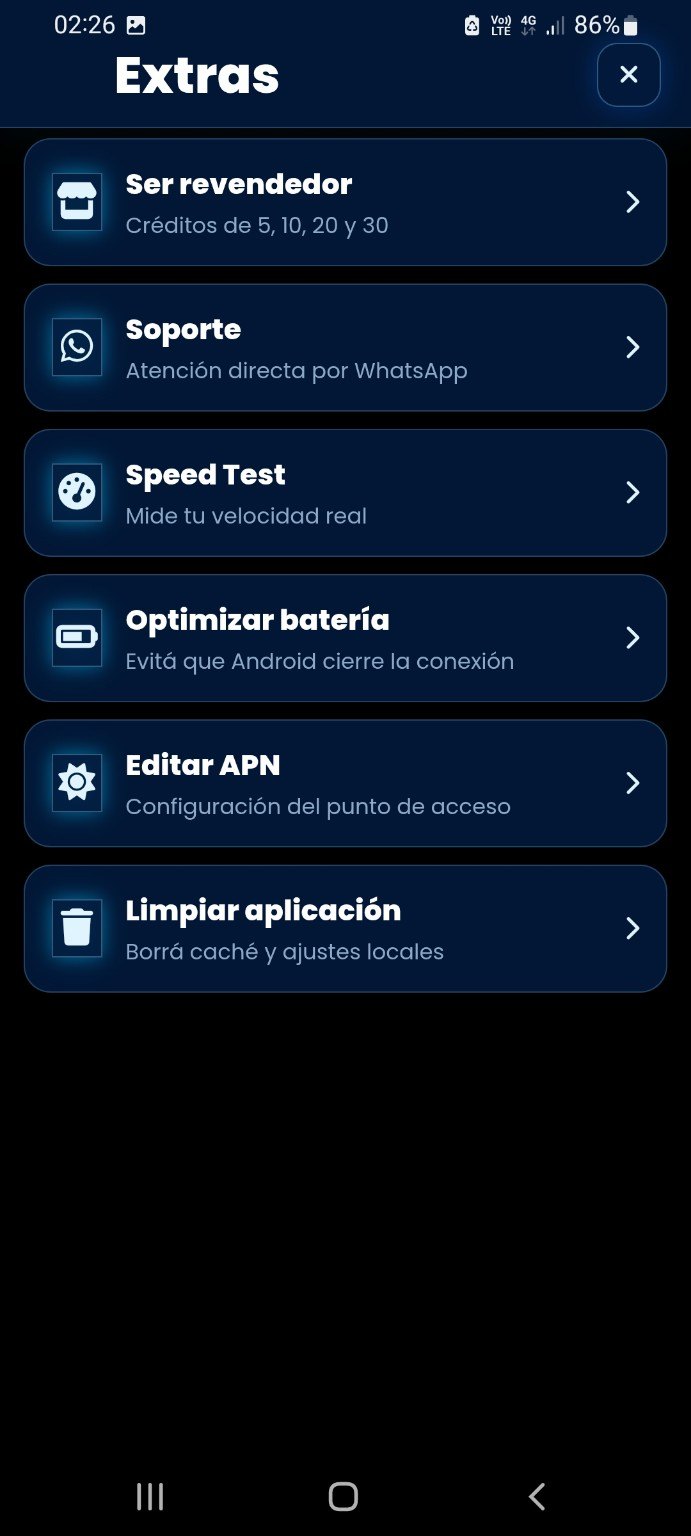 02:26 Vo)) LTE 4G 86%
Extras
Ser revendedor
Créditos de 5, 10, 20 y 30
Soporte
Atención directa por WhatsApp
Speed Test
Mide tu velocidad real
Optimizar batería
Evitá que Android cierre la conexión
Editar APN
Configuración del punto de acceso
Limpiar aplicación
Borrá caché y ajustes locales